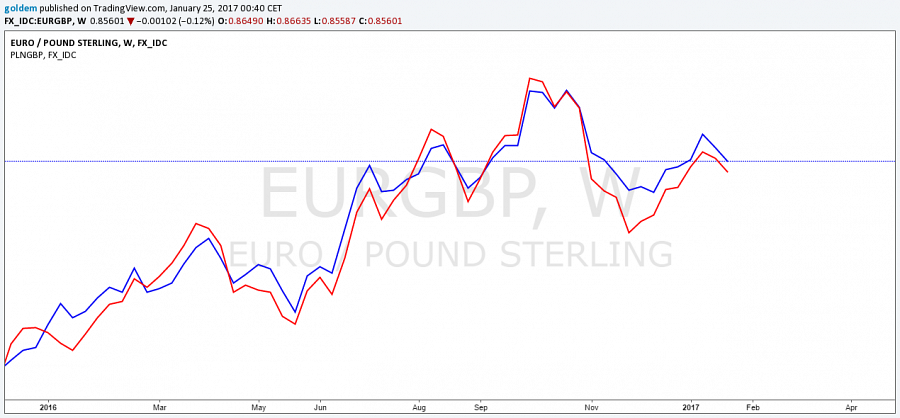 goldem published on TradingView.com, January 25, 2017 00:40 CET
FX_IDC:EURGBP, W 0.85601 ▼ −0.00102 (−0.12%) O:0.86490 H:0.86635 L:0.85587 C:0.85601
EURO / POUND STERLING, W, FX_IDC
PLNGBP, FX_IDC
EURGBP, W
EURO / POUND STERLING
2016 Mar May Jun Aug Sep Nov 2017 Feb Apr